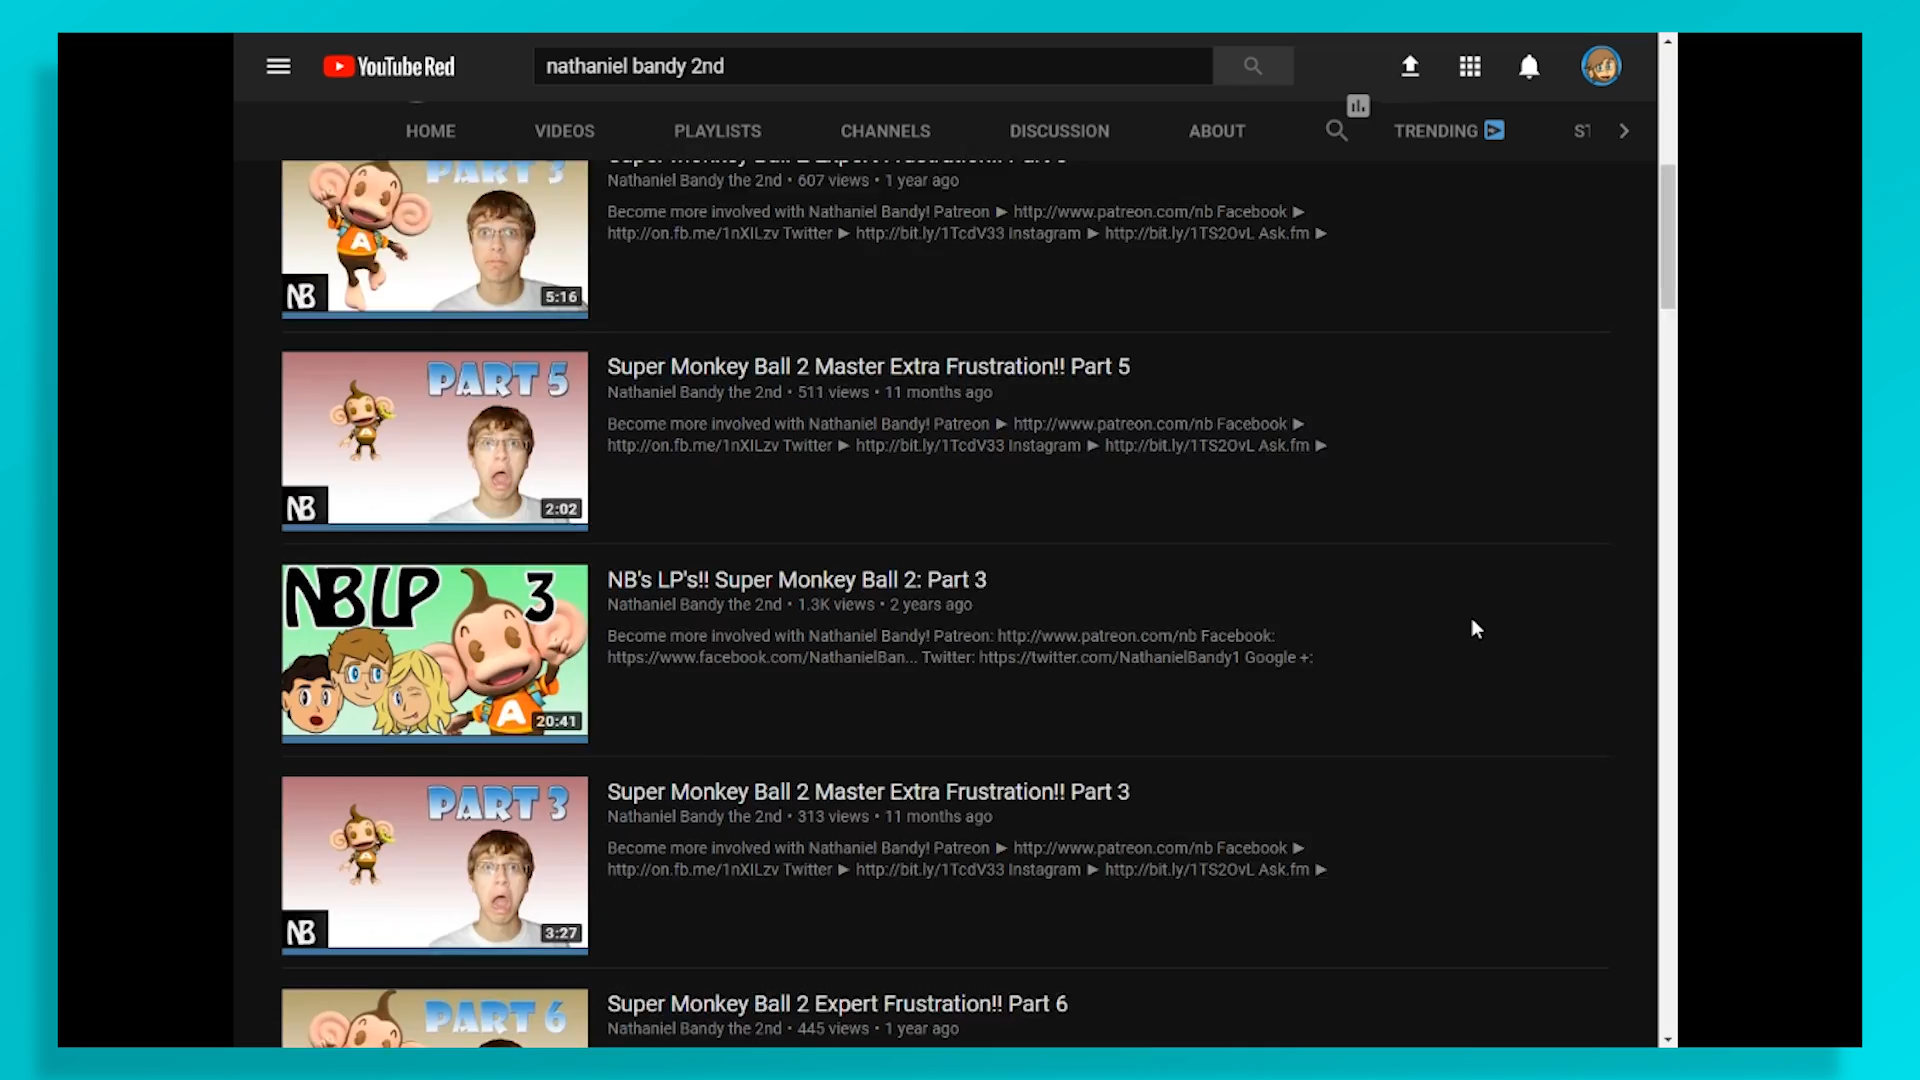 YouTube Red
nathaniel bandy 2nd
HOME VIDEOS PLAYLISTS CHANNELS DISCUSSION ABOUT TRENDING
PART 3
A
NB
5:16
Super Monkey Ball 2 Expert Frustration!! Part 3
Nathaniel Bandy the 2nd • 607 views • 1 year ago
Become more involved with Nathaniel Bandy! Patreon ► http://www.patreon.com/nb Facebook ►
http://on.fb.me/1nXILzv Twitter ► http://bit.ly/1TcdV33 Instagram ► http://bit.ly/1TS2OvL Ask.fm ►
PART 5
NB
2:02
Super Monkey Ball 2 Master Extra Frustration!! Part 5
Nathaniel Bandy the 2nd • 511 views • 11 months ago
Become more involved with Nathaniel Bandy! Patreon ► http://www.patreon.com/nb Facebook ►
http://on.fb.me/1nXILzv Twitter ► http://bit.ly/1TcdV33 Instagram ► http://bit.ly/1TS2OvL Ask.fm ►
NBLP 3
A
20:41
NB's LP's!! Super Monkey Ball 2: Part 3
Nathaniel Bandy the 2nd • 1.3K views • 2 years ago
Become more involved with Nathaniel Bandy! Patreon: http://www.patreon.com/nb Facebook:
https://www.facebook.com/NathanielBan... Twitter: https://twitter.com/NathanielBandy1 Google +:
PART 3
NB
3:27
Super Monkey Ball 2 Master Extra Frustration!! Part 3
Nathaniel Bandy the 2nd • 313 views • 11 months ago
Become more involved with Nathaniel Bandy! Patreon ► http://www.patreon.com/nb Facebook ►
http://on.fb.me/1nXILzv Twitter ► http://bit.ly/1TcdV33 Instagram ► http://bit.ly/1TS2OvL Ask.fm ►
PART 6
Super Monkey Ball 2 Expert Frustration!! Part 6
Nathaniel Bandy the 2nd • 445 views • 1 year ago